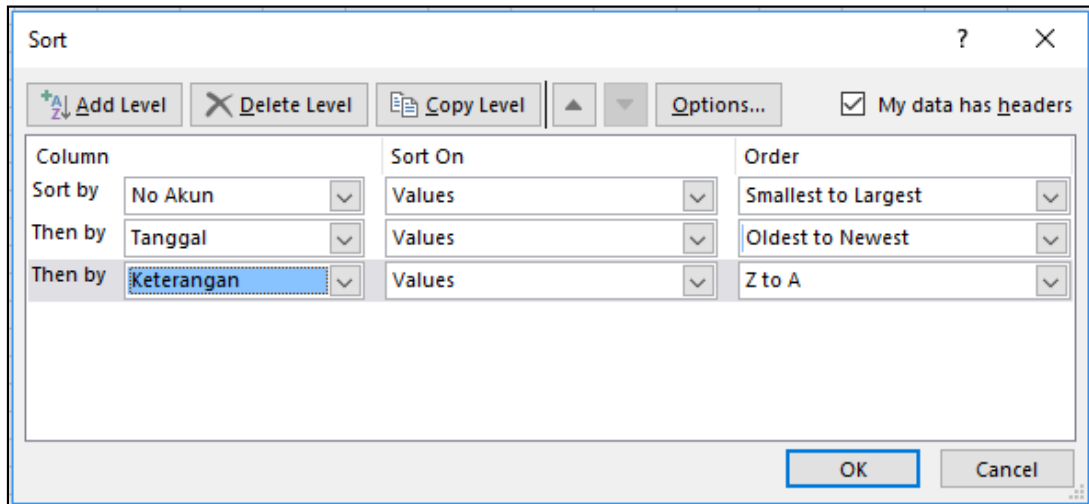 Sort ?
Add Level Delete Level Copy Level Options... My data has headers
Column Sort On Order
Sort by No Akun Values Smallest to Largest
Then by Tanggal Values Oldest to Newest
Then by Keterangan Values Z to A
OK Cancel